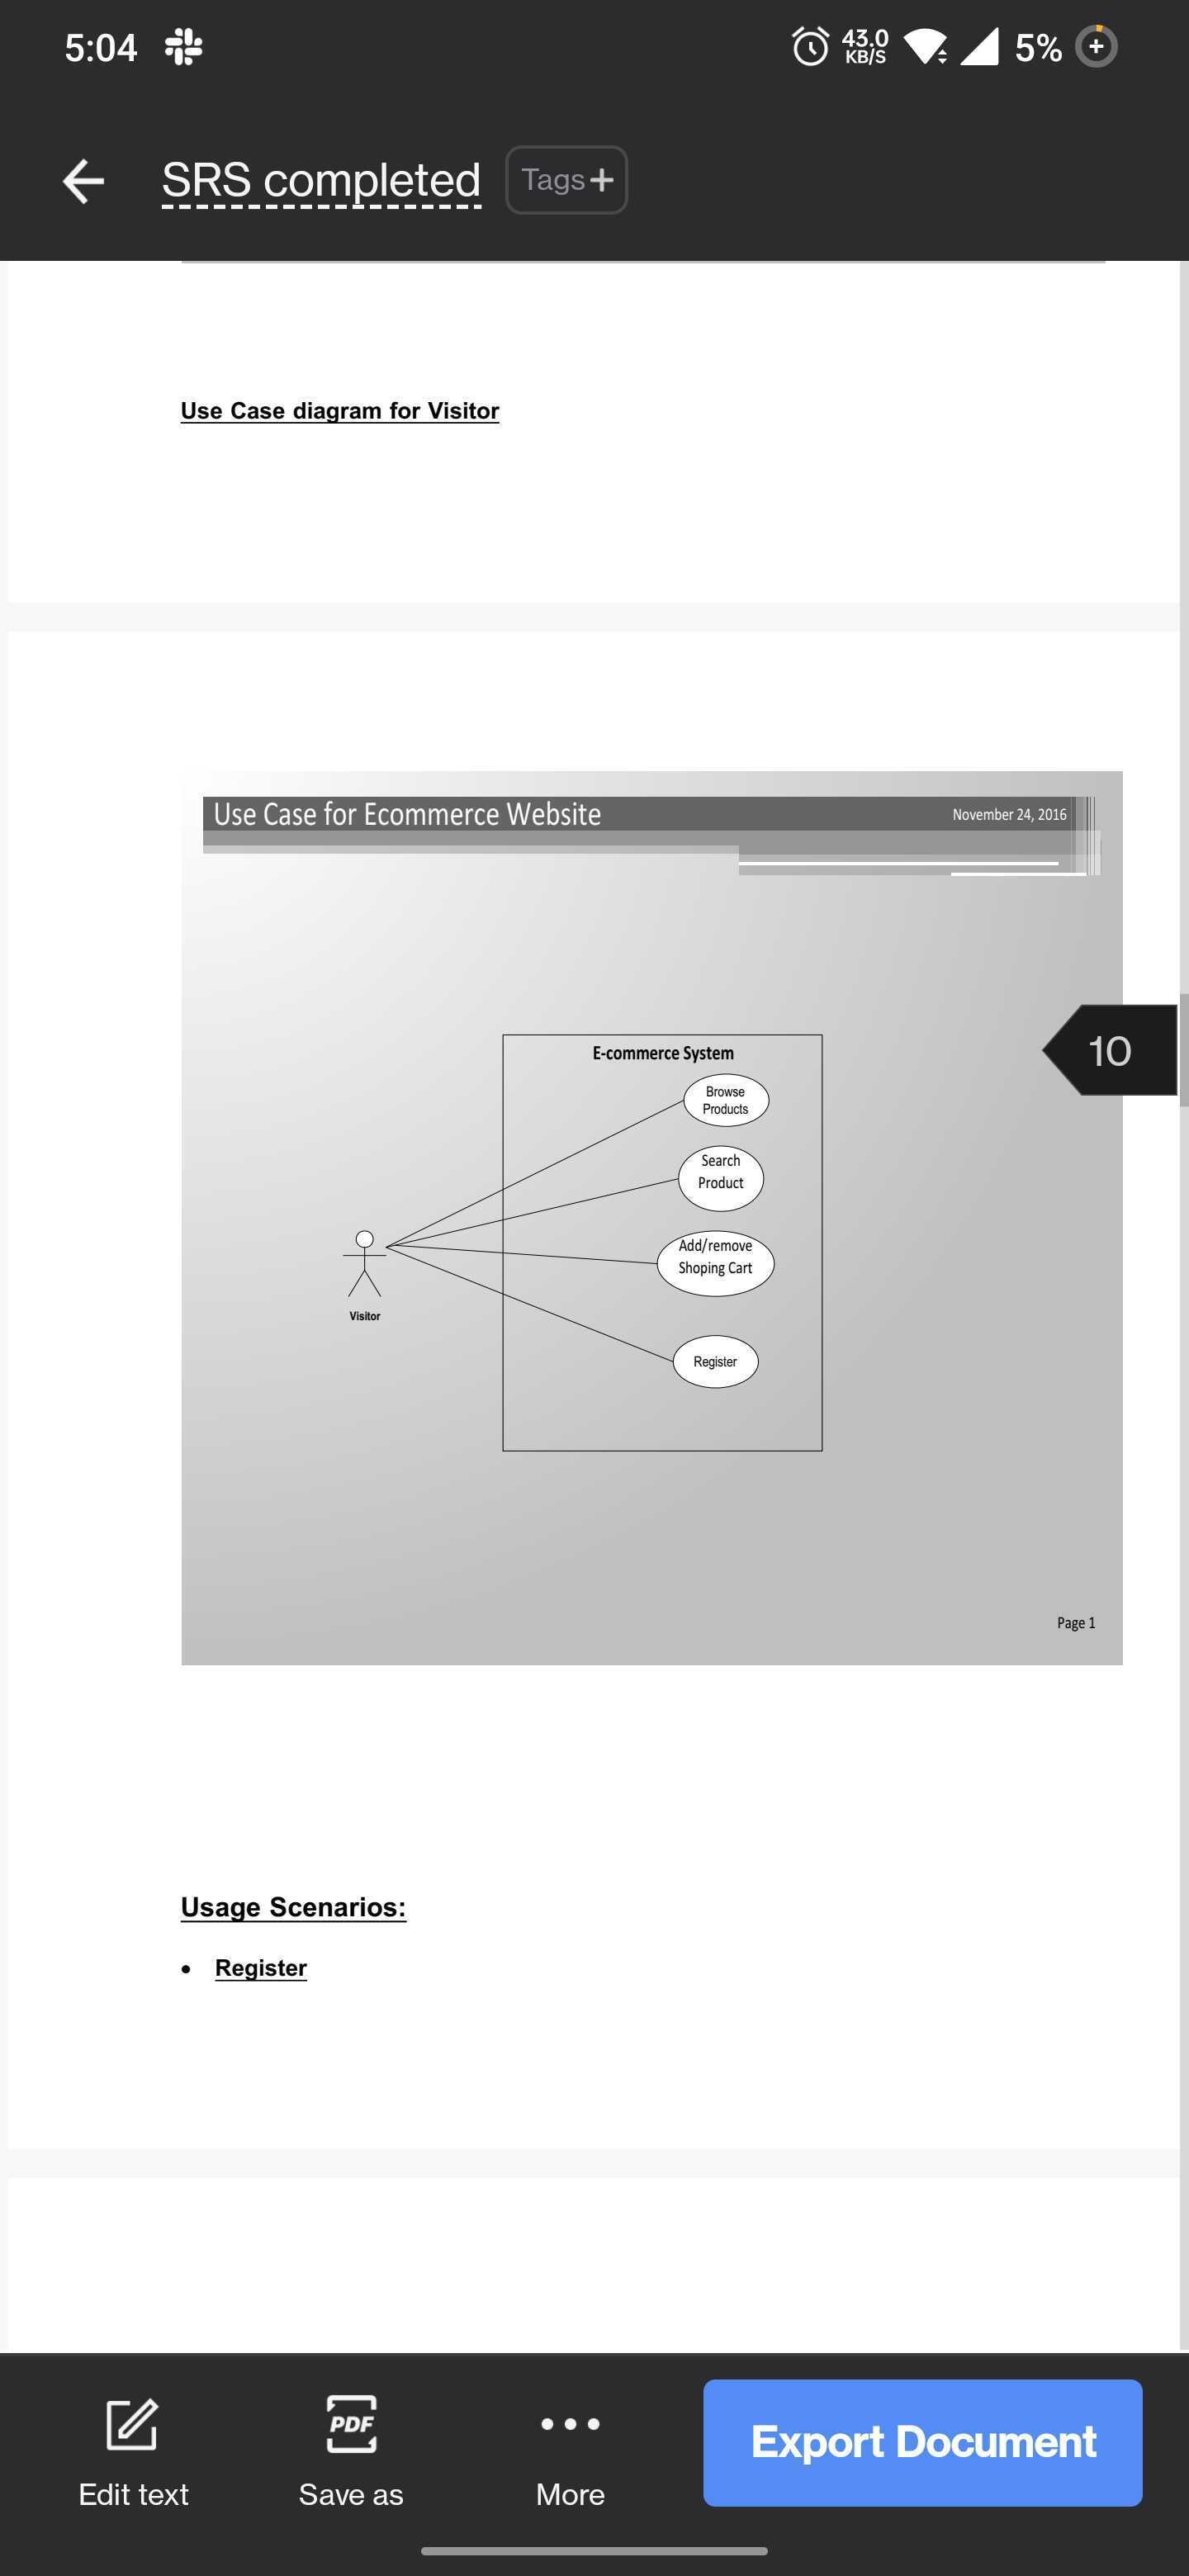 5:04
43.0
KB/S
5%
SRS completed
Tags+
Use Case diagram for Visitor
Use Case for Ecommerce Website
November 24, 2016
10
E-commerce System
Browse
Products
Search
Product
Add/remove
Shoping Cart
Visitor
Register
Page 1
Usage Scenarios:
• Register
PDF
Edit text
Save as
More
Export Document